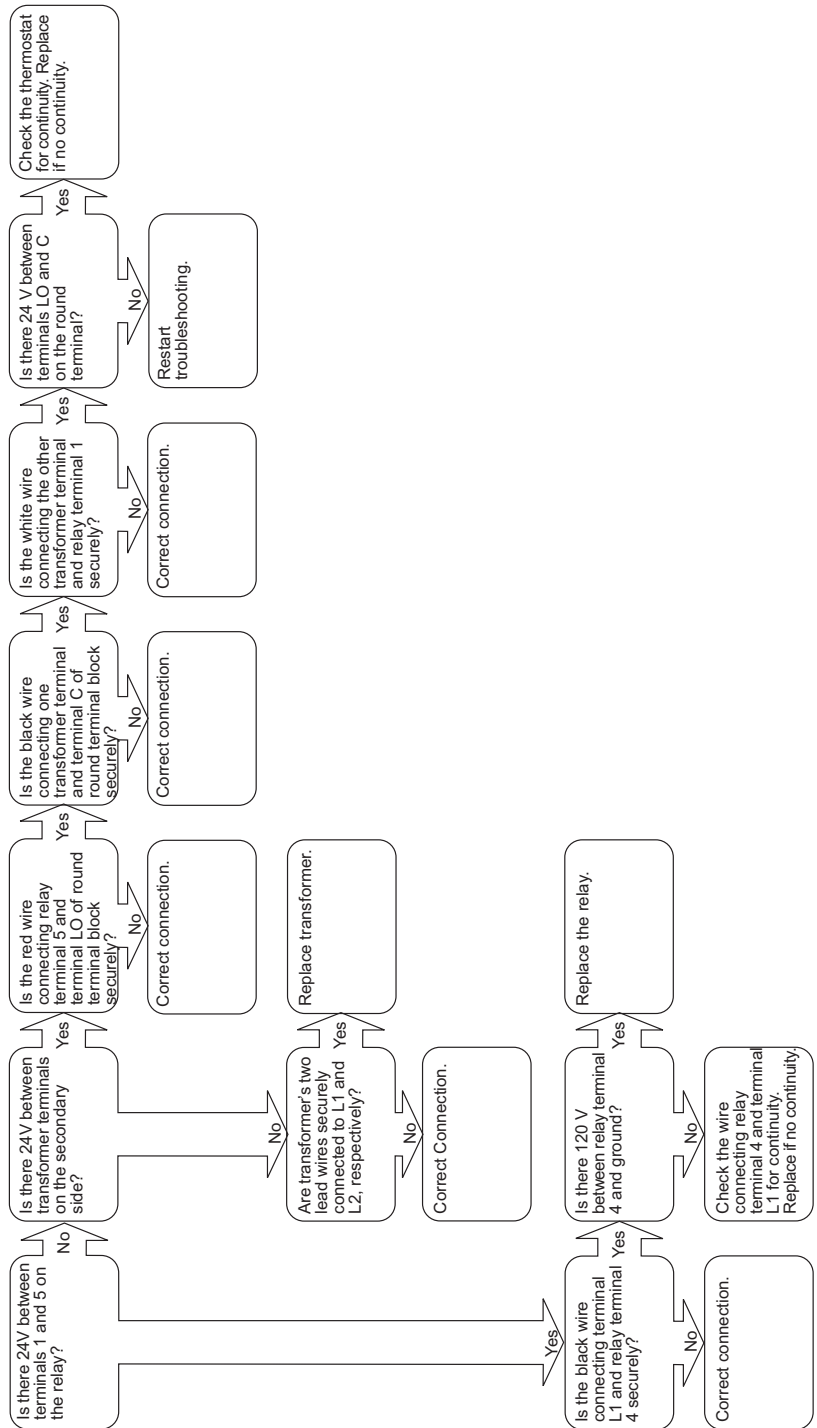 Is there 24V between
terminals 1 and 5 on
the relay?
No
Is there 24V between
transformer terminals
on the secondary
side?
Yes
Is the red wire
connecting relay
terminal 5 and
terminal LO of round
terminal block
securely?
Yes
Is the black wire
connecting one
transformer terminal
and terminal C of
round terminal block
securely?
Yes
Is the white wire
connecting the other
transformer terminal
and relay terminal 1
securely?
Yes
Is there 24 V between
terminals LO and C
on the round
terminal?
Yes
Check the thermostat
for continuity. Replace
if no continuity.
No
Correct connection.
No
Correct connection.
No
Correct connection.
No
Restart
troubleshooting.
No
Are transformer's two
lead wires securely
connected to L1 and
L2, respectively?
Yes
Replace transformer.
No
Correct Connection.
Yes
Is the black wire
connecting terminal
L1 and relay terminal
4 securely?
Yes
Is there 120 V
between relay terminal
4 and ground?
Yes
Replace the relay.
No
Correct connection.
No
Check the wire
connecting relay
terminal 4 and terminal
L1 for continuity.
Replace if no continuity.